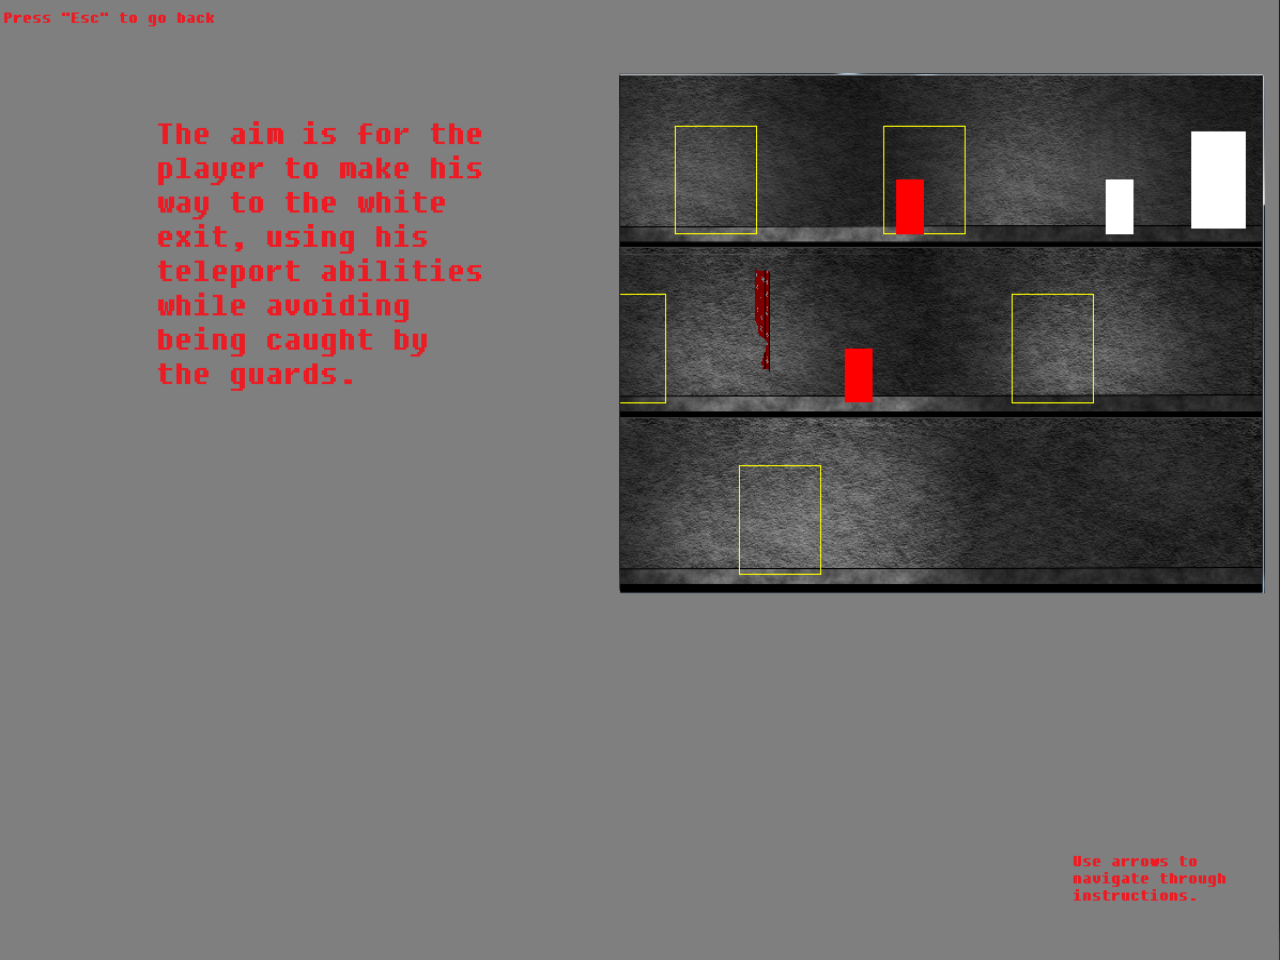 Press "Esc" to go back
The aim is for the
player to make his
way to the white
exit, using his
teleport abilities
while avoiding
being caught by
the guards.
Use arrows to
navigate through
instructions.